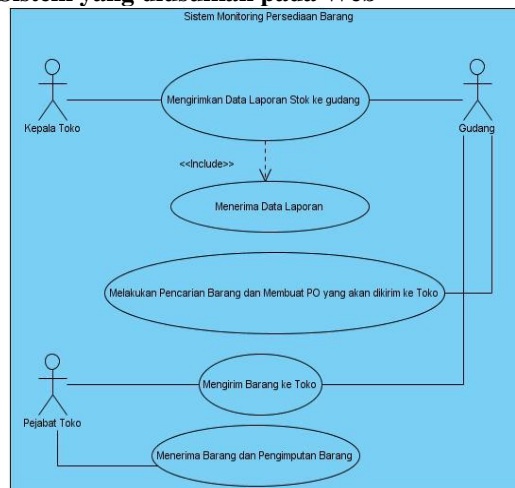 Sistem yang diusulkan pada Web
Sistem Monitoring Persediaan Barang
Mengirimkan Data Laporan Stok ke gudang
Kepala Toko
Gudang
<<Include>>
Menerima Data Laporan
Melakukan Pencarian Barang dan Membuat PO yang akan dikirim ke Toko
Mengirim Barang ke Toko
Pejabat Toko
Menerima Barang dan Pengimputan Barang